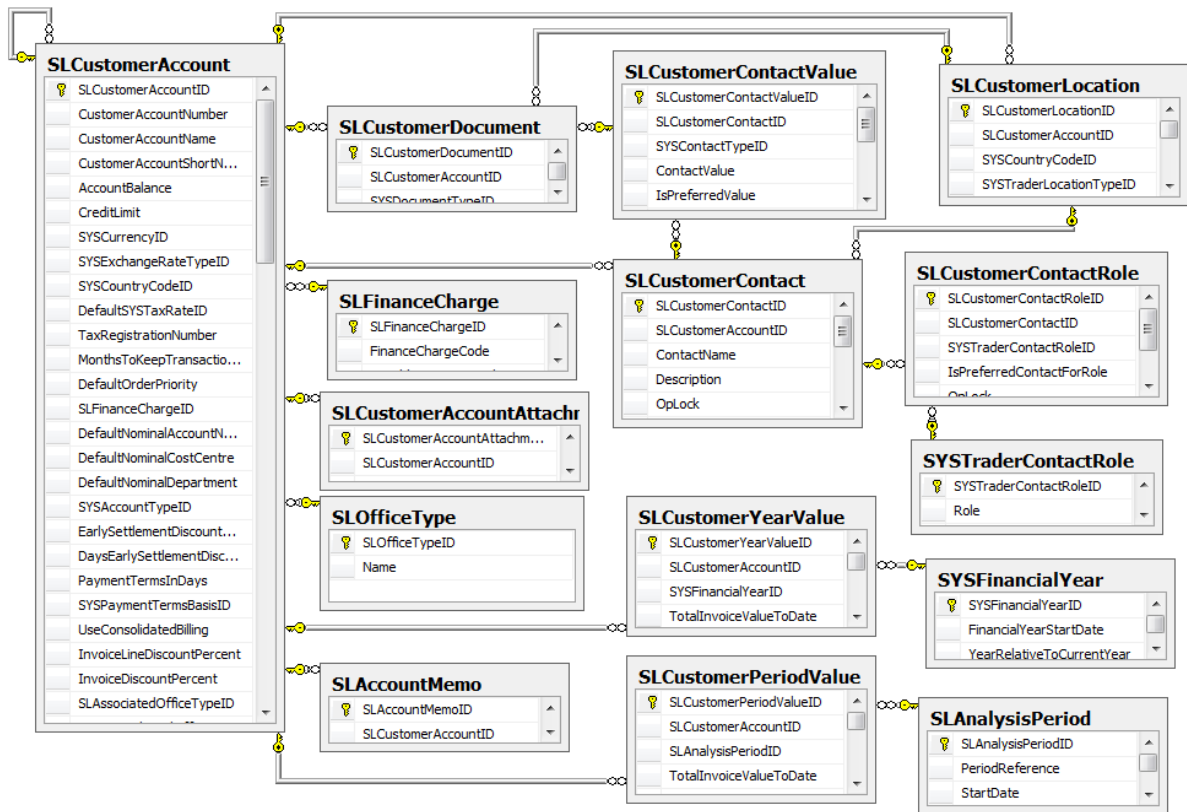 SLCustomerAccount
SLCustomerAccountID
CustomerAccountNumber
CustomerAccountName
CustomerAccountShortN...
AccountBalance
CreditLimit
SYSCurrencyID
SYSExchangeRateTypeID
SYSCountryCodeID
DefaultSYSTaxRateID
TaxRegistrationNumber
MonthsToKeepTransactio...
DefaultOrderPriority
SLFinanceChargeID
DefaultNominalAccountN...
DefaultNominalCostCentre
DefaultNominalDepartment
SYSAccountTypeID
EarlySettlementDiscount...
DaysEarlySettlementDisc...
PaymentTermsInDays
SYSPaymentTermsBasisID
UseConsolidatedBilling
InvoiceLineDiscountPercent
InvoiceDiscountPercent
SLAssociatedOfficeTypeID
SLCustomerDocument
SLCustomerDocumentID
SLCustomerAccountID
SYSDocumentTypeID
SLCustomerContactValue
SLCustomerContactValueID
SLCustomerContactID
SYSContactTypeID
ContactValue
IsPreferredValue
SLCustomerLocation
SLCustomerLocationID
SLCustomerAccountID
SYSCountryCodeID
SYSTraderLocationTypeID
SLFinanceCharge
SLFinanceChargeID
FinanceChargeCode
SLCustomerContact
SLCustomerContactID
SLCustomerAccountID
ContactName
Description
OpLock
SLCustomerContactRole
SLCustomerContactRoleID
SLCustomerContactID
SYSTraderContactRoleID
IsPreferredContactForRole
OpLock
SLCustomerAccountAttachm
SLCustomerAccountAttachm...
SLCustomerAccountID
SYSTraderContactRole
SYSTraderContactRoleID
Role
SLOfficeType
SLOfficeTypeID
Name
SLCustomerYearValue
SLCustomerYearValueID
SLCustomerAccountID
SYSFinancialYearID
TotalInvoiceValueToDate
SYSFinancialYear
SYSFinancialYearID
FinancialYearStartDate
YearRelativeToCurrentYear
SLAccountMemo
SLAccountMemoID
SLCustomerAccountID
SLCustomerPeriodValue
SLCustomerPeriodValueID
SLCustomerAccountID
SLAnalysisPeriodID
TotalInvoiceValueToDate
SLAnalysisPeriod
SLAnalysisPeriodID
PeriodReference
StartDate